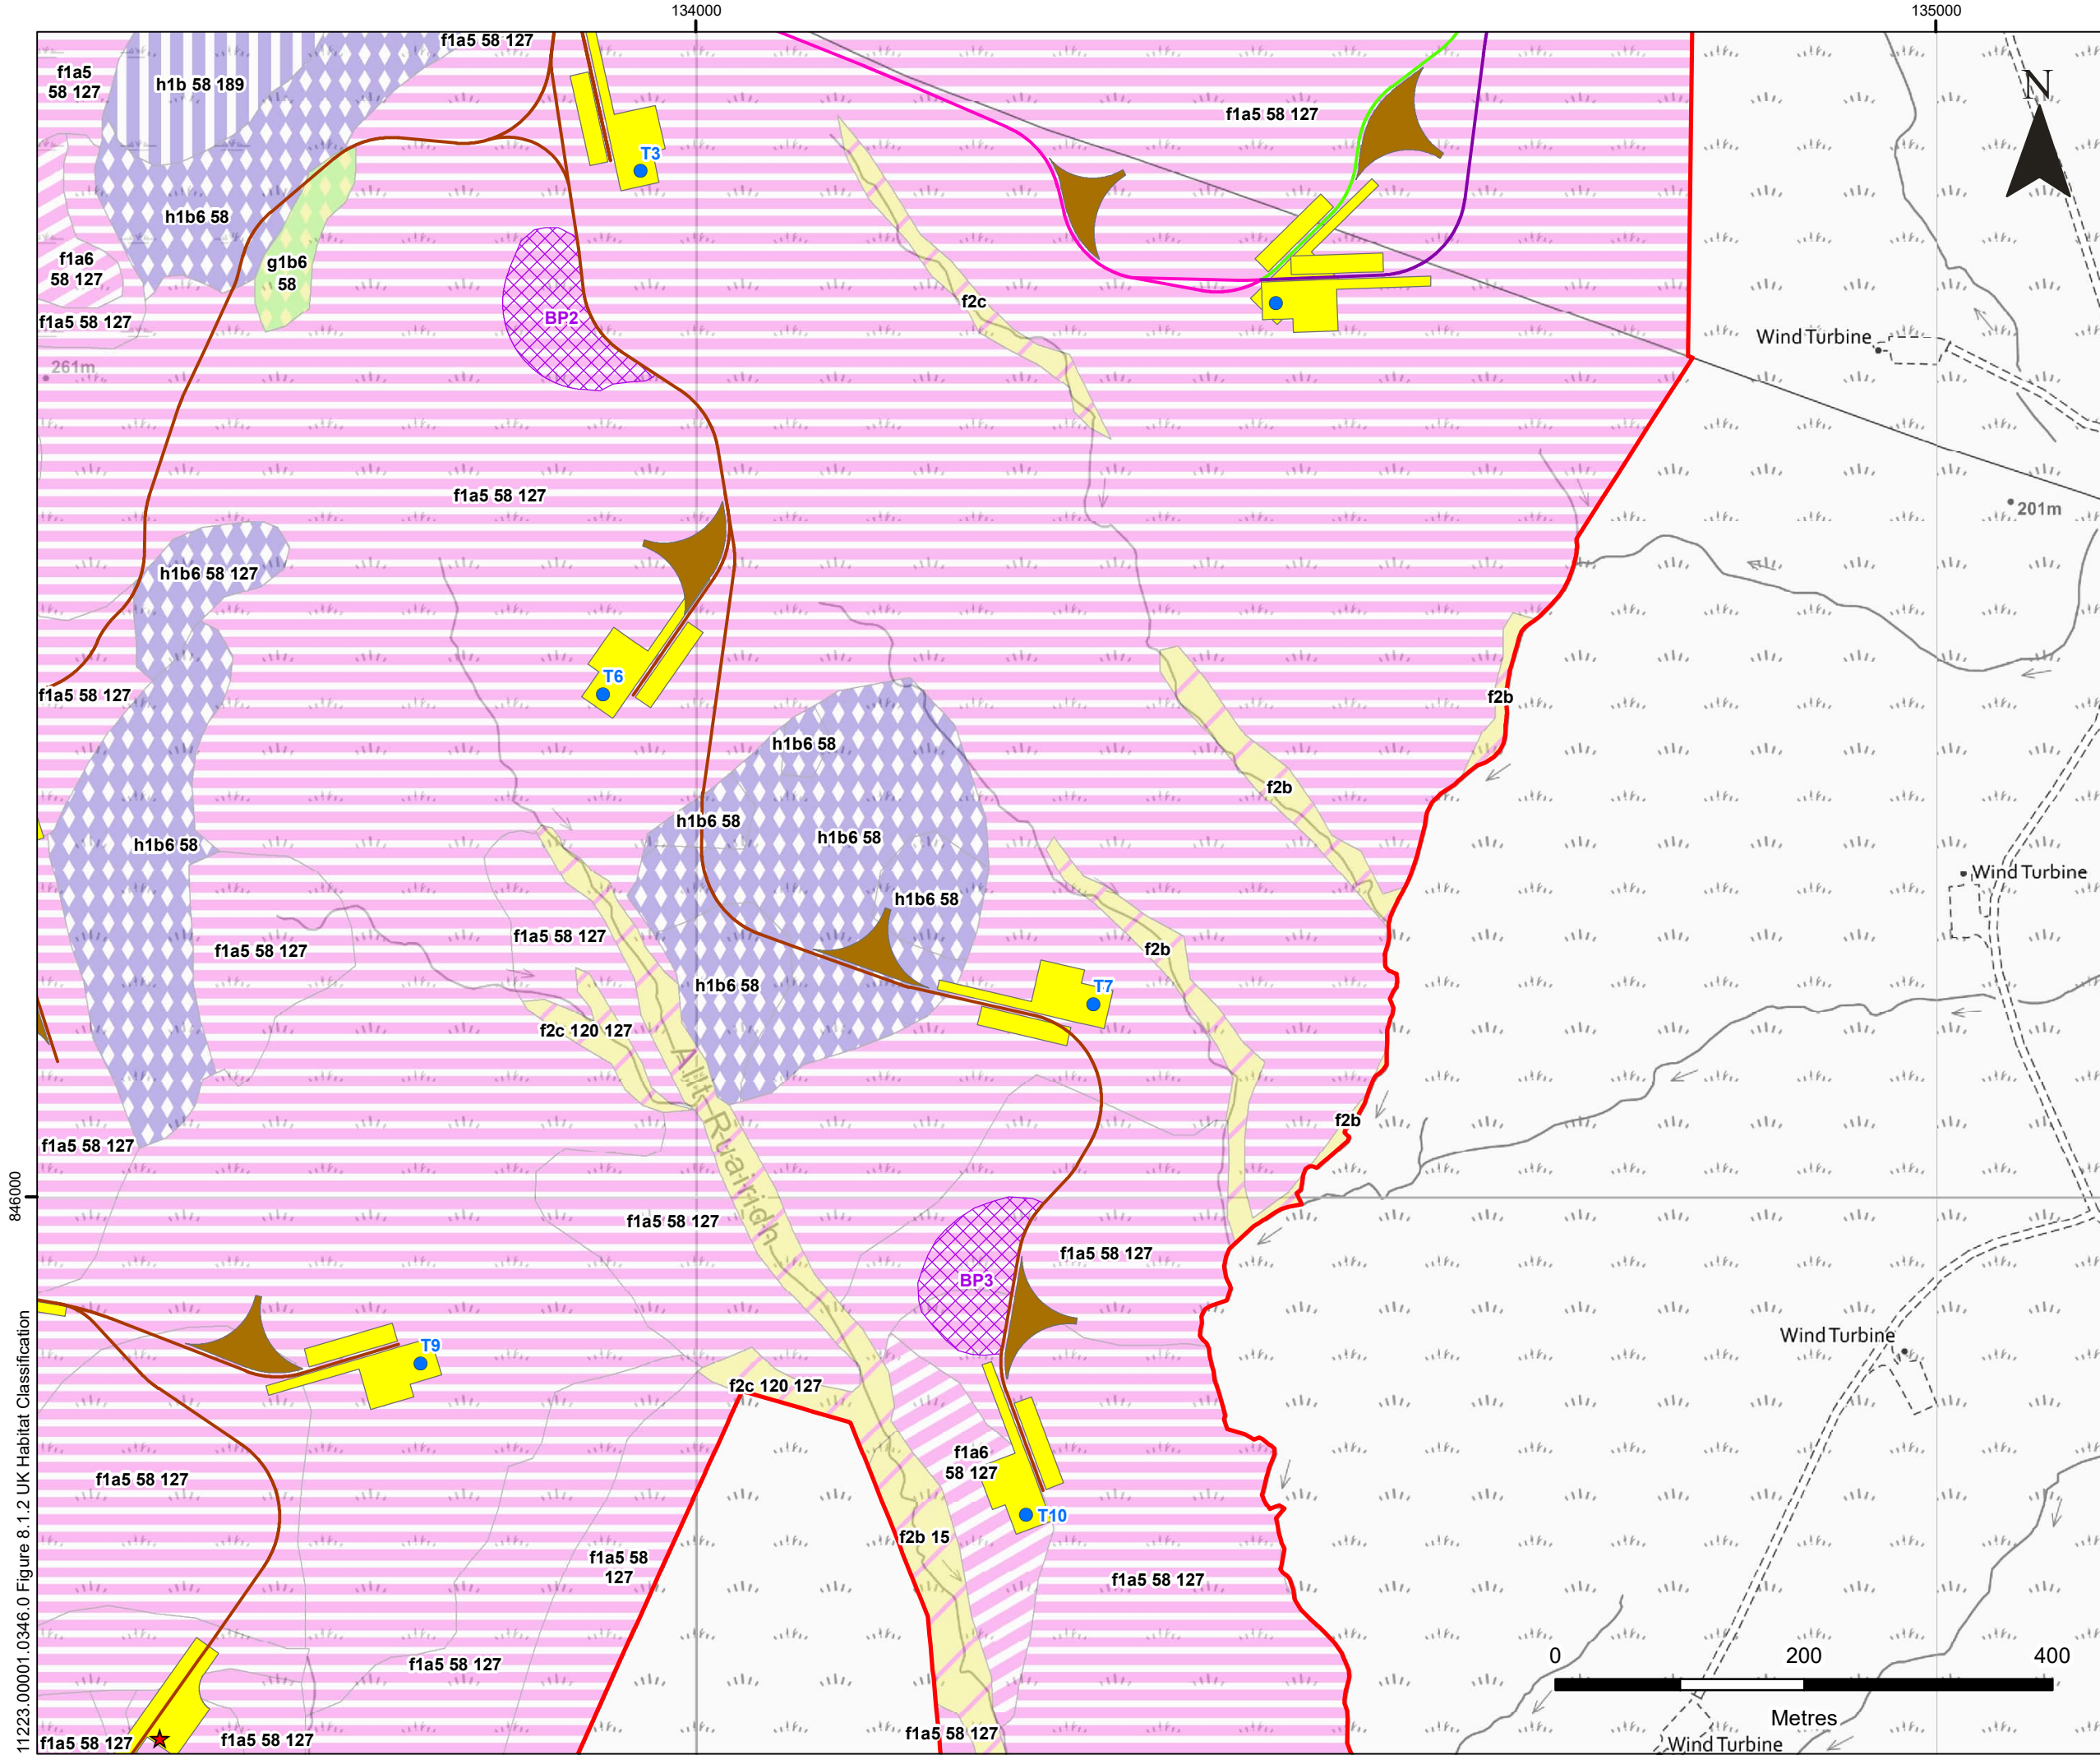 134000
135000
f1a5 58 127
f1a5
58 127
h1b 58 189
f1a5 58 127
N
T3
h1b6 58
f1a6
58 127
g1b6
58
f1a5 58 127
BP2
f2c
Wind Turbine
261m
f1a5 58 127
201m
h1b6 58 127
f1a5 58 127
T6
f2b
h1b6 58
f2b
h1b6 58
h1b6 58
h1b6 58
Wind Turbine
h1b6 58
f1a5 58 127
f1a5 58 127
f2b
h1b6 58
T7
f2c 120 127
Allt Ruairidh
f2b
f1a5 58 127
846000
f1a5 58 127
f1a5 58 127
BP3
Wind Turbine
T9
f2c 120 127
f1a6
58 127
f1a5 58 127
T10
f2b 15
f1a5 58
127
f1a5 58 127
f1a5 58 127
0 200 400
Metres
f1a5 58 127
f1a5 58 127
f1a5 58 127
Wind Turbine
11223.0001.0346.0 Figure 8.1.2 UK Habitat Classification